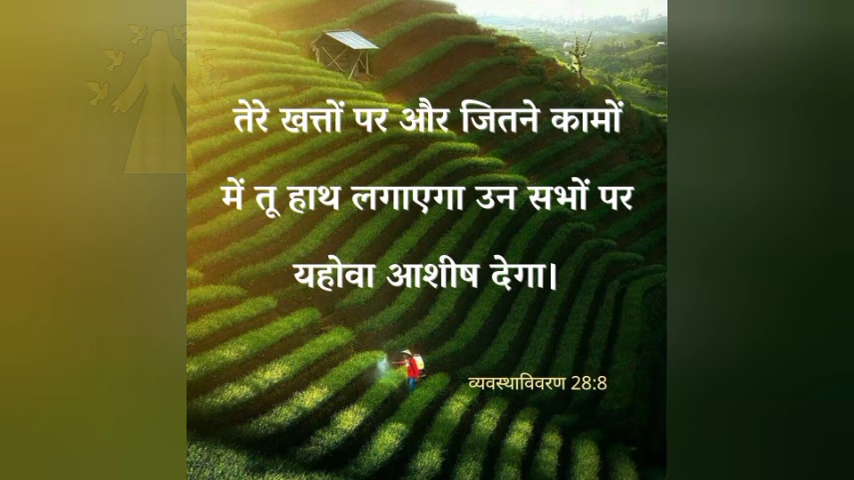 तेरे खत्तों पर और जितने कामों
में तू हाथ लगाएगा उन सभों पर
यहोवा आशीष देगा।
व्यवस्थाविवरण 28:8